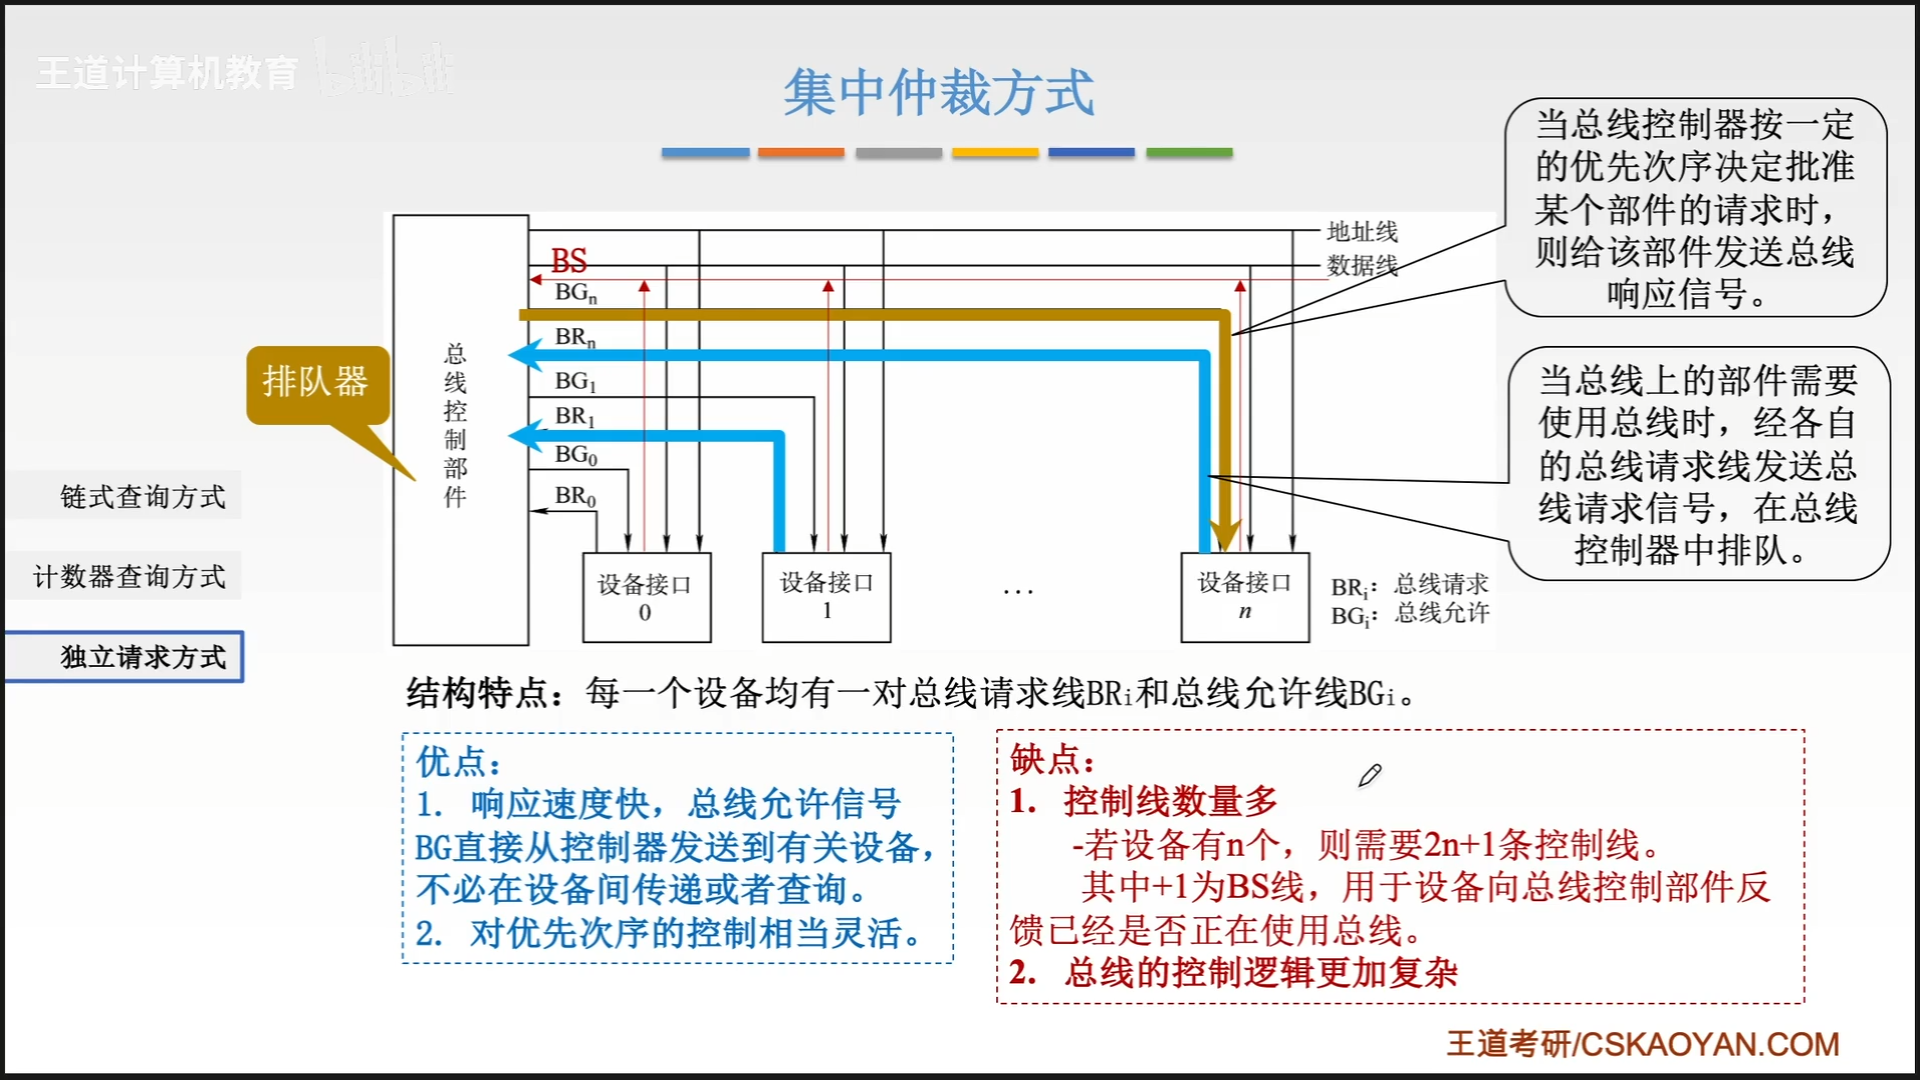 王道计算机教育 bilibili
集中仲裁方式
当总线控制器按一定
的优先次序决定批准
某个部件的请求时，
则给该部件发送总线
响应信号。
地址线
数据线
BS
BGn
BRn
BG1
BR1
BG0
BR0
总线控制部件
排队器
当总线上的部件需要
使用总线时，经各自
的总线请求线发送总
线请求信号，在总线
控制器中排队。
链式查询方式
计数器查询方式
独立请求方式
设备接口
0
设备接口
1
…
设备接口
n
BRi：总线请求
BGi：总线允许
结构特点：每一个设备均有一对总线请求线BRi和总线允许线BGi。
优点：
1. 响应速度快，总线允许信号
BG直接从控制器发送到有关设备，
不必在设备间传递或者查询。
2. 对优先次序的控制相当灵活。
缺点：
1. 控制线数量多
-若设备有n个，则需要2n+1条控制线。
其中+1为BS线，用于设备向总线控制部件反
馈已经是否正在使用总线。
2. 总线的控制逻辑更加复杂
王道考研/CSKAOYAN.COM